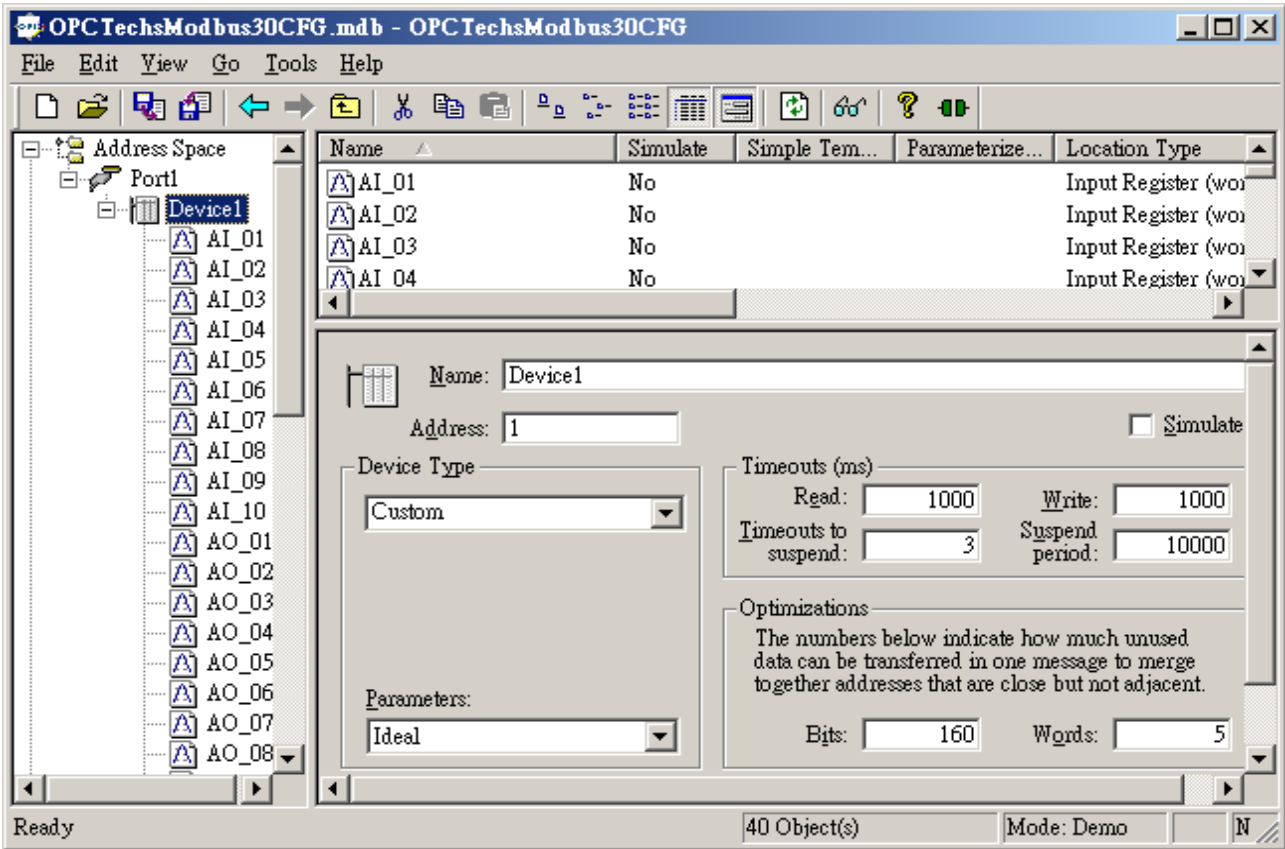 OPCTechsModbus30CFG.mdb - OPCTechsModbus30CFG
File Edit View Go Tools Help
Address Space
Port1
Device1
AI_01
AI_02
AI_03
AI_04
AI_05
AI_06
AI_07
AI_08
AI_09
AI_10
AO_01
AO_02
AO_03
AO_04
AO_05
AO_06
AO_07
AO_08
Name Simulate Simple Tem... Parameterize... Location Type
AI_01 No Input Register (wor
AI_02 No Input Register (wor
AI_03 No Input Register (wor
AI_04 No Input Register (wor
Name: Device1
Address: 1 Simulate
Device Type
Custom
Parameters:
Ideal
Timeouts (ms)
Read: 1000 Write: 1000
Timeouts to suspend: 3 Suspend period: 10000
Optimizations
The numbers below indicate how much unused
data can be transferred in one message to merge
together addresses that are close but not adjacent.
Bits: 160 Words: 5
Ready 40 Object(s) Mode: Demo N